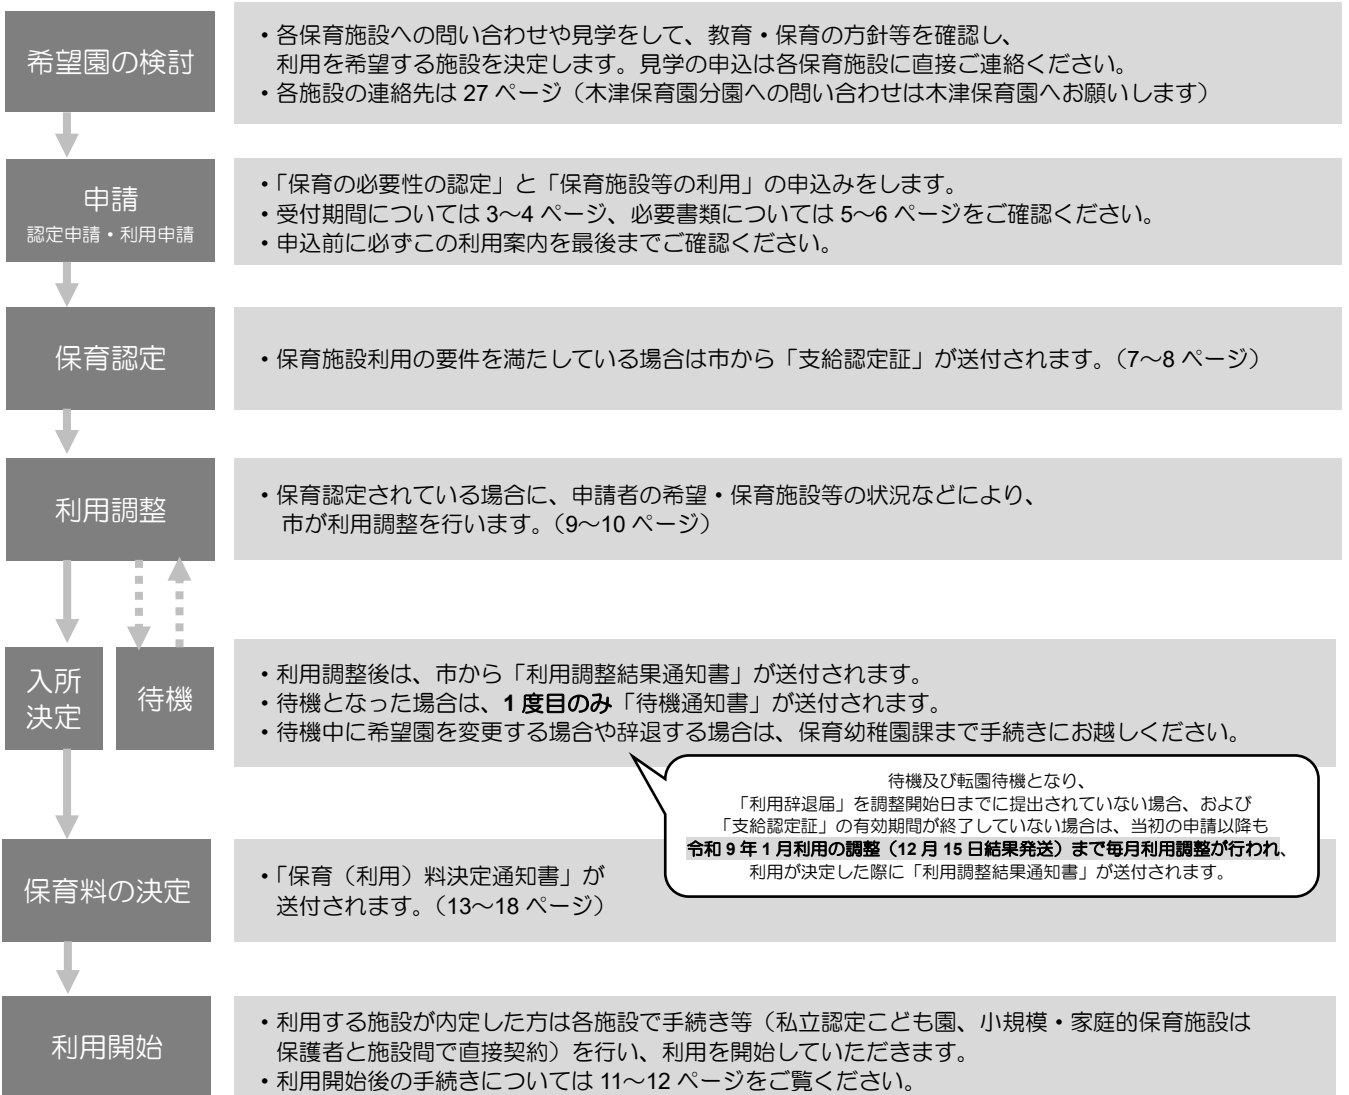 希望園の検討
・各保育施設への問い合わせや見学をして、教育・保育の方針等を確認し、
利用を希望する施設を決定します。見学の申込は各保育施設に直接ご連絡ください。
・各施設の連絡先は 27 ページ（木津保育園分園への問い合わせは木津保育園へお願いします）
申請
認定申請・利用申請
・「保育の必要性の認定」と「保育施設等の利用」の申込みをします。
・受付期間については 3～4 ページ、必要書類については 5～6 ページをご確認ください。
・申込前に必ずこの利用案内を最後までご確認ください。
保育認定
・保育施設利用の要件を満たしている場合は市から「支給認定証」が送付されます。（7～8 ページ）
利用調整
・保育認定されている場合に、申請者の希望・保育施設等の状況などにより、
市が利用調整を行います。（9～10 ページ）
入所
決定
待機
・利用調整後は、市から「利用調整結果通知書」が送付されます。
・待機となった場合は、1 度目のみ「待機通知書」が送付されます。
・待機中に希望園を変更する場合や辞退する場合は、保育幼稚園課まで手続きにお越しください。
待機及び転園待機となり、
「利用辞退届」を調整開始日までに提出されていない場合、および
「支給認定証」の有効期間が終了していない場合は、当初の申請以降も
令和 9 年 1 月利用の調整（12 月 15 日結果発送）まで毎月利用調整が行われ、
利用が決定した際に「利用調整結果通知書」が送付されます。
保育料の決定
・「保育（利用）料決定通知書」が
送付されます。（13～18 ページ）
利用開始
・利用する施設が内定した方は各施設で手続き等（私立認定こども園、小規模・家庭的保育施設は
保護者と施設間で直接契約）を行い、利用を開始していただきます。
・利用開始後の手続きについては 11～12 ページをご覧ください。